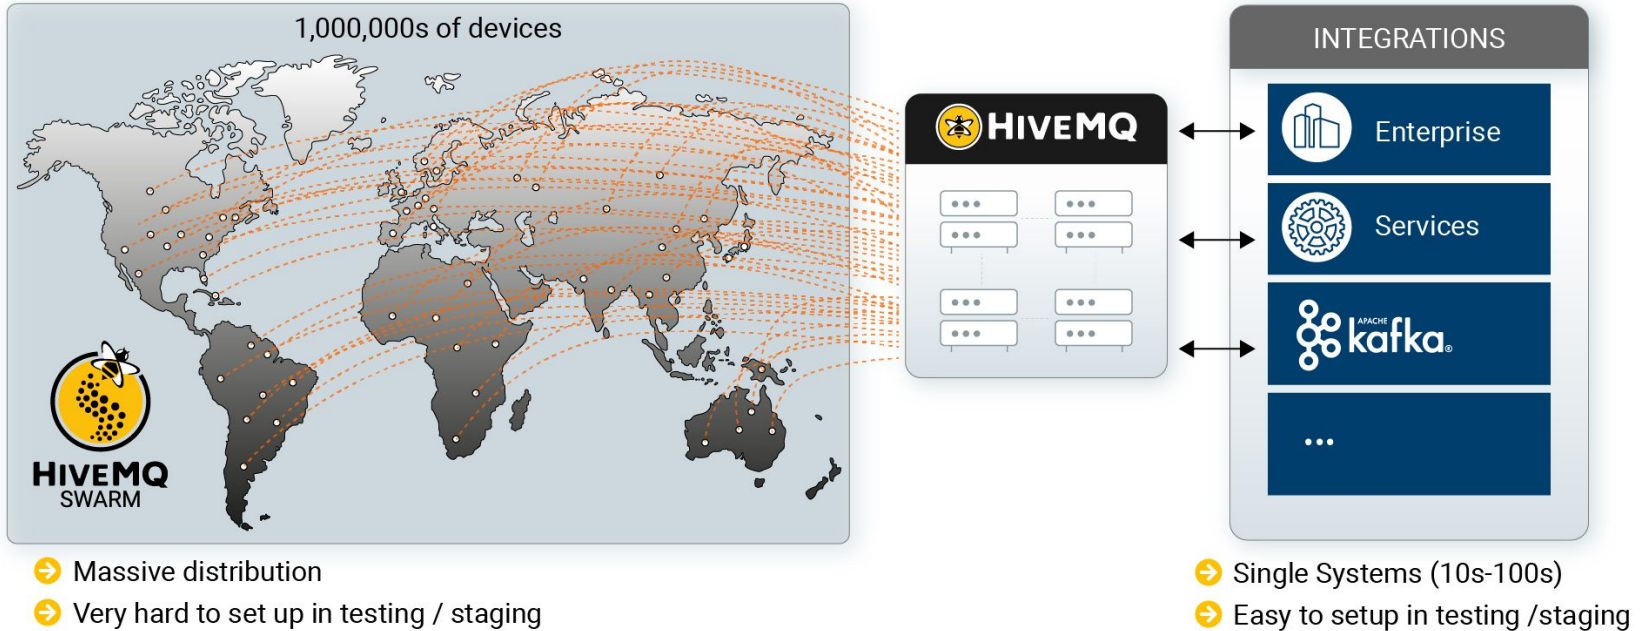 1,000,000s of devices
HIVEMQ
SWARM
Massive distribution
Very hard to set up in testing / staging
HIVEMQ
INTEGRATIONS
Enterprise
Services
APACHE
kafka®
...
Single Systems (10s-100s)
Easy to setup in testing /staging